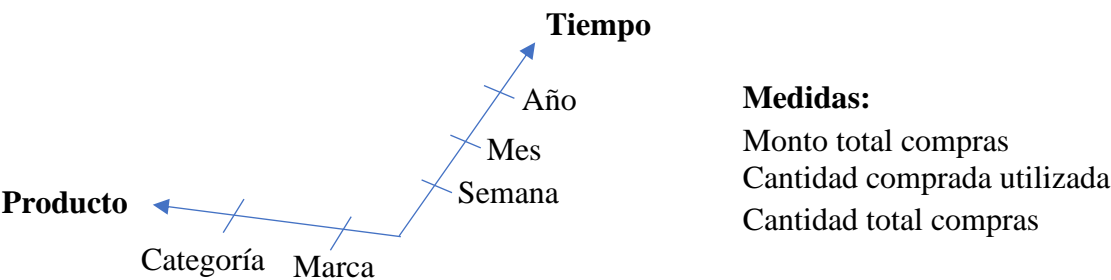 Tiempo
Año
Mes
Semana
Producto
Categoría
Marca
Medidas:
Monto total compras
Cantidad comprada utilizada
Cantidad total compras